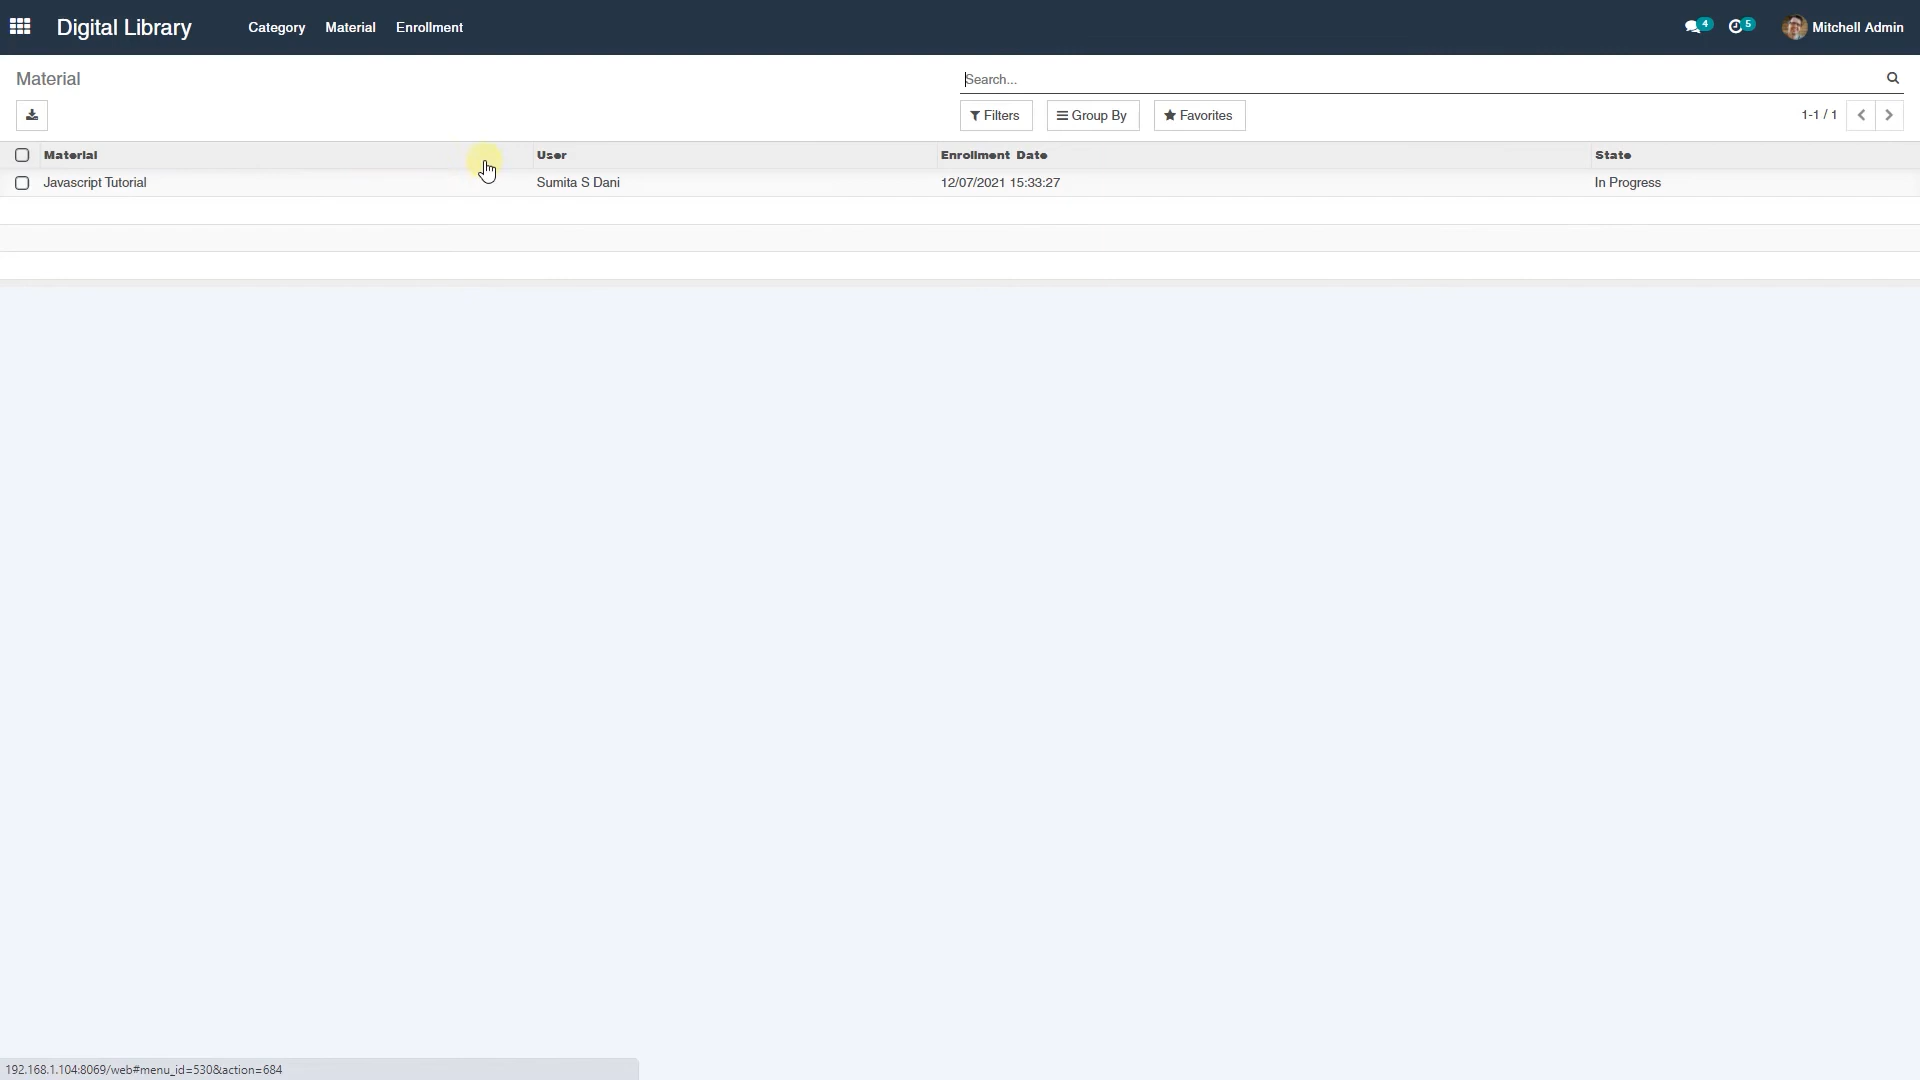 Digital Library Category Material Enrollment 4 5 Mitchell Admin
Material Search...
Filters Group By Favorites 1-1 / 1
Material User Enrollment Date State
Javascript Tutorial Sumita S Dani 12/07/2021 15:33:27 In Progress
192.168.1.104:8069/web#menu_id=530&action=684